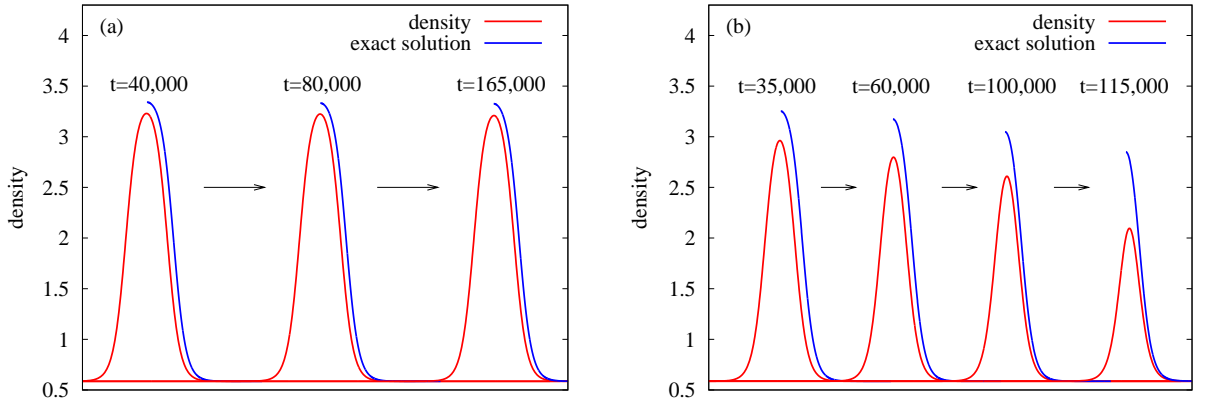 (a)
density
exact solution
t=40,000 t=80,000 t=165,000
4
3.5
3
2.5
2
1.5
1
0.5
density
(b)
density
exact solution
t=35,000 t=60,000 t=100,000 t=115,000
4
3.5
3
2.5
2
1.5
1
0.5
density